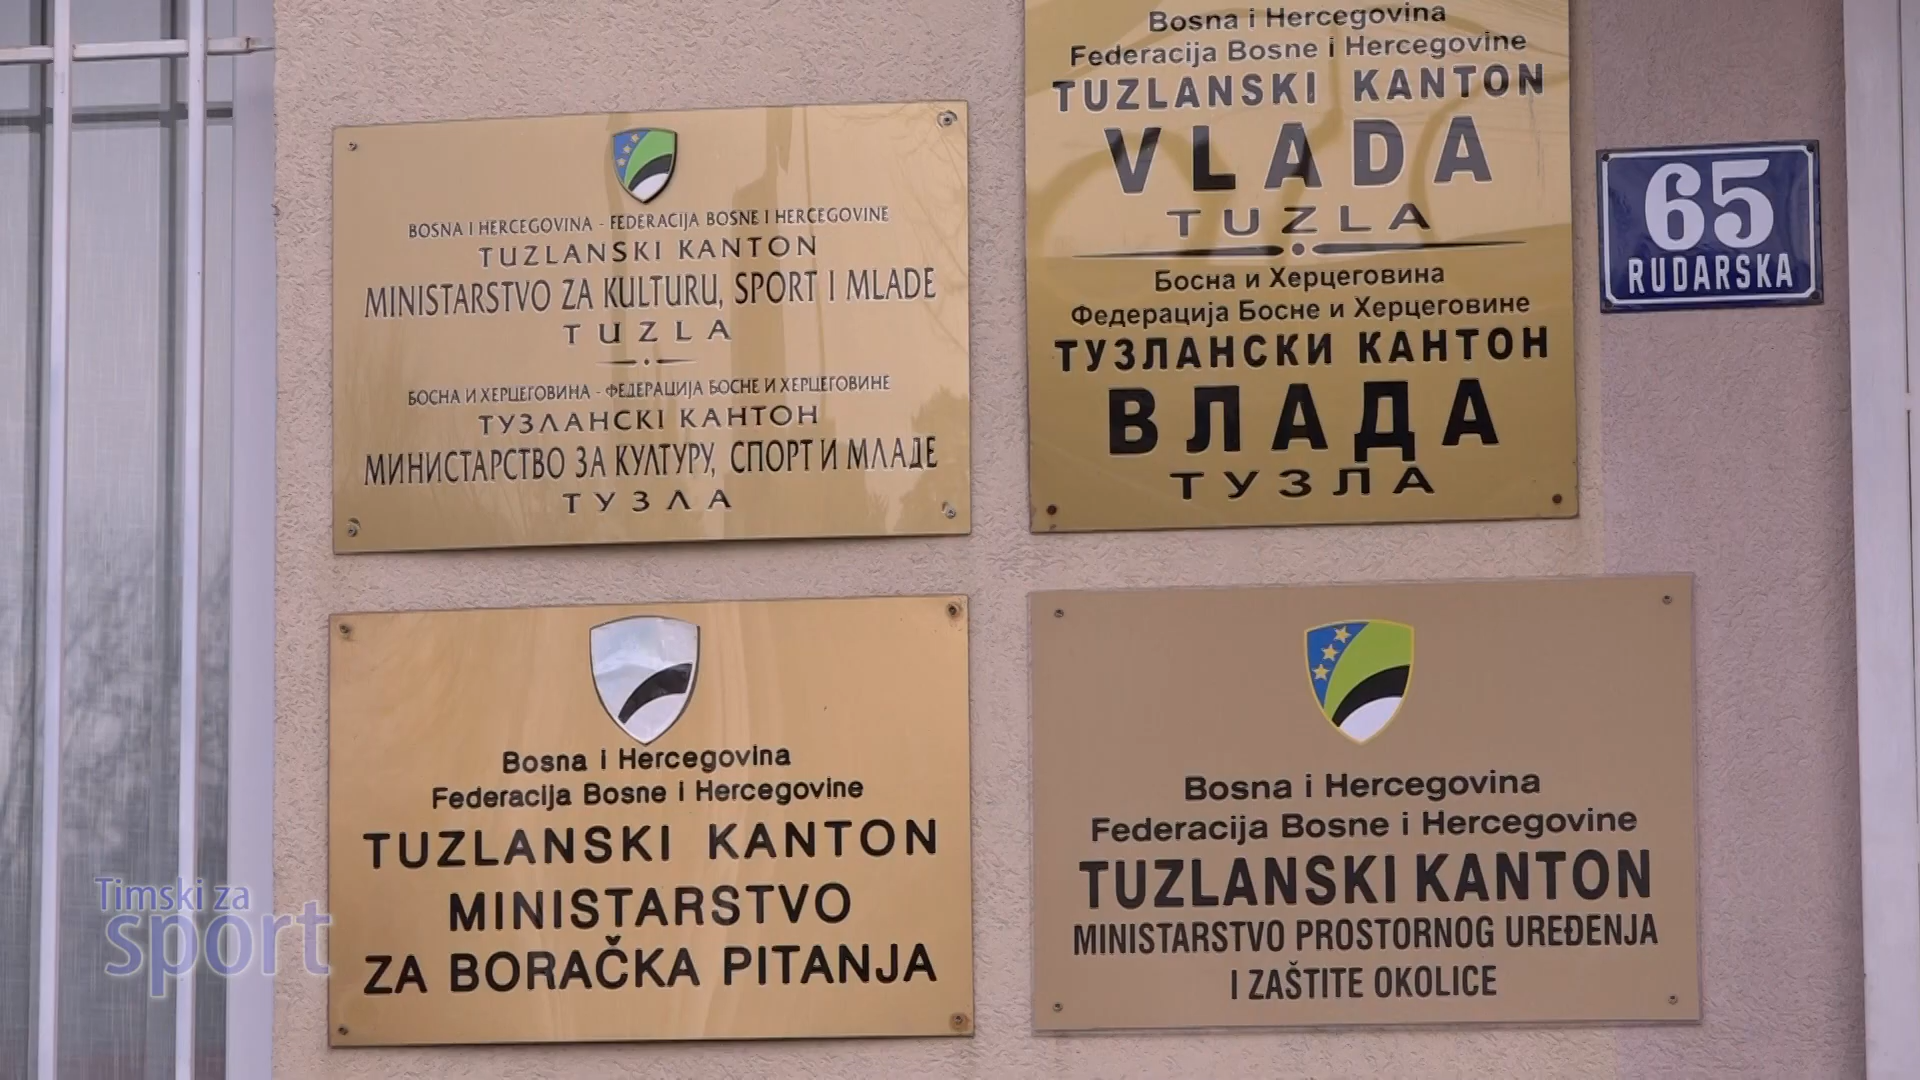 BOSNA I HERCEGOVINA - FEDERACIJA BOSNE I HERCEGOVINE
TUZLANSKI KANTON
MINISTARSTVO ZA KULTURU, SPORT I MLADE
TUZLA
БОСНА И ХЕРЦЕГОВИНА - ФЕДЕРАЦИЈА БОСНЕ И ХЕРЦЕГОВИНЕ
ТУЗЛАНСКI КАНТОН
МИНИСТАРСТВО ЗА КУЛТУРУ, СПОРТ И МЛАДЕ
ТУЗЛА
Bosna i Hercegovina
Federacija Bosne i Hercegovine
TUZLANSKI KANTON
VLADA
TUZLA
Босна и Херцеговина
Федерација Босне и Херцеговине
ТУЗЛАНСКИ КАНТОН
ВЛАДА
ТУЗЛА
65
RUDARSKA
Bosna i Hercegovina
Federacija Bosne i Hercegovine
TUZLANSKI KANTON
MINISTARSTVO
ZA BORAČKA PITANJA
Bosna i Hercegovina
Federacija Bosne i Hercegovine
TUZLANSKI KANTON
MINISTARSTVO PROSTORNOG UREĐENJA
I ZAŠTITE OKOLICE
Timski za
sport